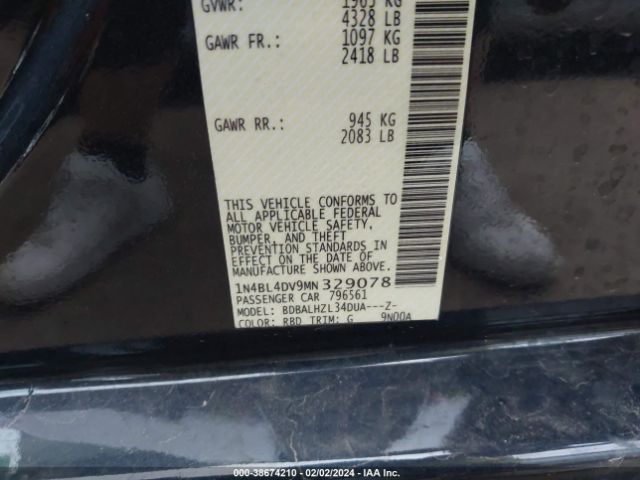 GVWR: 1965 KG
4328 LB
GAWR FR.: 1097 KG
2418 LB
GAWR RR.: 945 KG
2083 LB
THIS VEHICLE CONFORMS TO
ALL APPLICABLE FEDERAL
MOTOR VEHICLE SAFETY,
BUMPER, AND THEFT
PREVENTION STANDARDS IN
EFFECT ON THE DATE OF
MANUFACTURE SHOWN ABOVE.
1N4BL4DV9MN329078
PASSENGER CAR 796561
MODEL: BDBALHZL34DUA---Z-
COLOR: RBD TRIM: G 9N00A
000-38674210 - 02/02/2024 - IAA Inc.